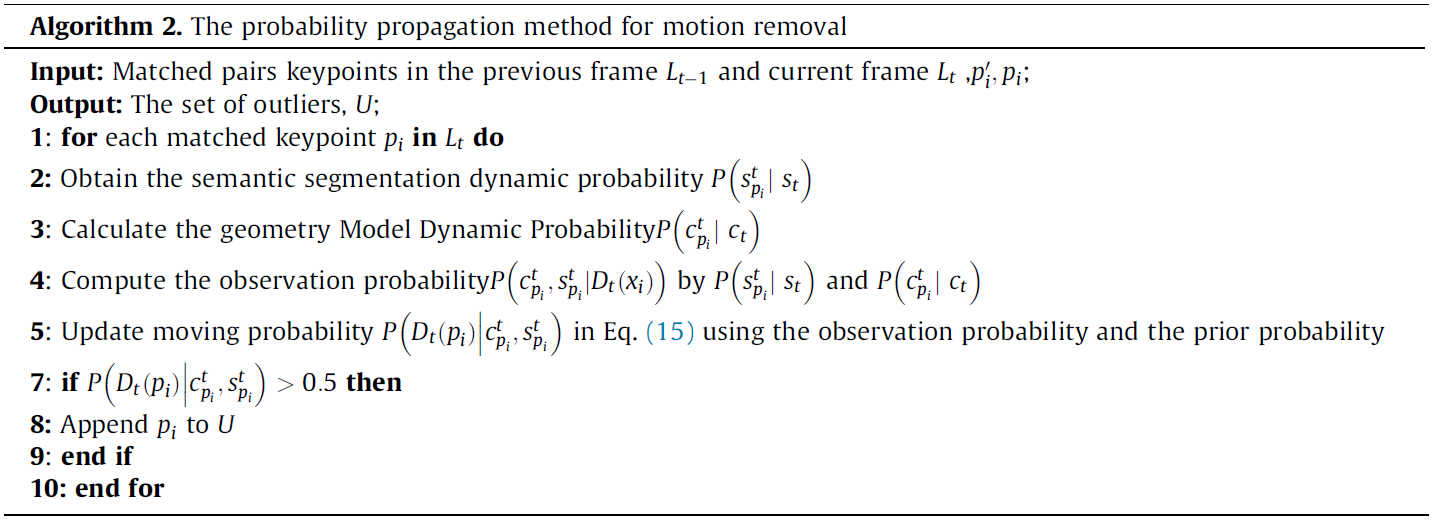 Algorithm 2. The probability propagation method for motion removal
Input: Matched pairs keypoints in the previous frame $L_{t-1}$ and current frame $L_t$ ,$p_i'$, $p_i$;
Output: The set of outliers, $U$;
1: for each matched keypoint $p_i$ in $L_t$ do
2: Obtain the semantic segmentation dynamic probability $P\left(s_{p_i}^t | s_t\right)$
3: Calculate the geometry Model Dynamic Probability$P\left(c_{p_i}^t | c_t\right)$
4: Compute the observation probability$P\left(c_{p_i}^t, s_{p_i}^t | D_t(x_i)\right)$ by $P\left(s_{p_i}^t | s_t\right)$ and $P\left(c_{p_i}^t | c_t\right)$
5: Update moving probability $P\left(D_t(p_i) \middle| c_{p_i}^t, s_{p_i}^t\right)$ in Eq. (15) using the observation probability and the prior probability
7: if $P\left(D_t(p_i) \middle| c_{p_i}^t, s_{p_i}^t\right) > 0.5$ then
8: Append $p_i$ to $U$
9: end if
10: end for